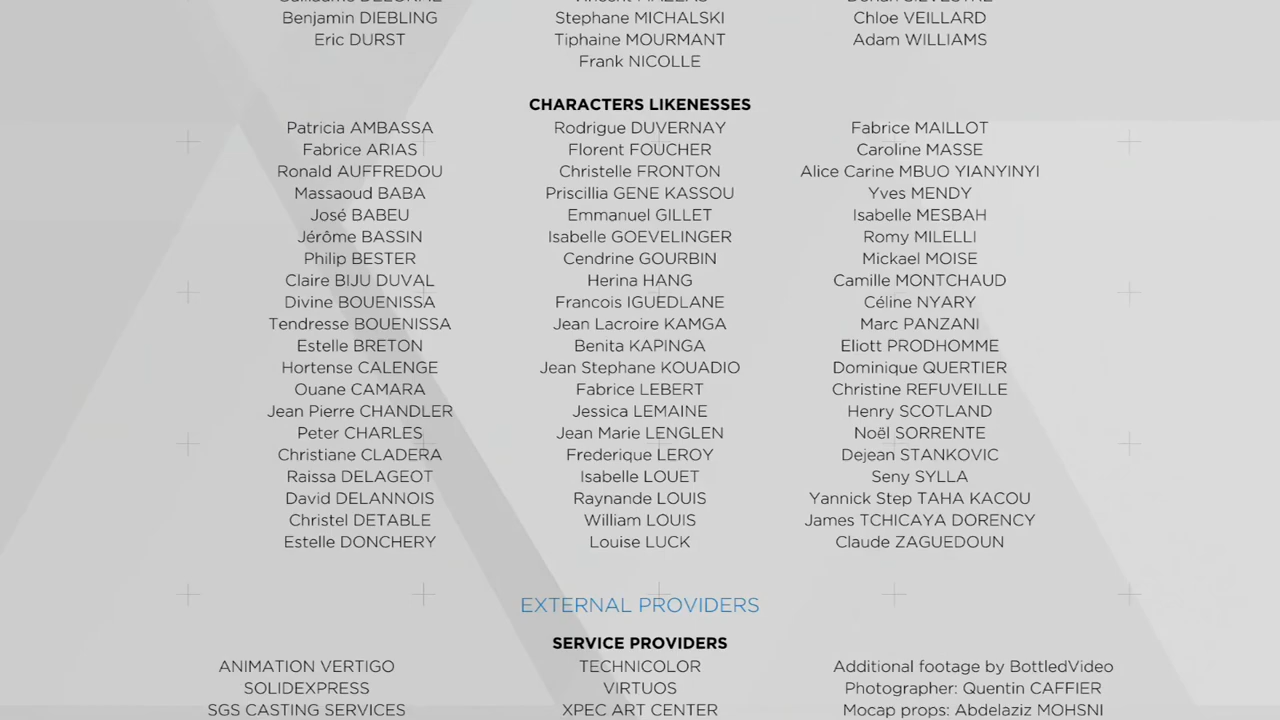 Benjamin DIEBLING
Eric DURST
Stephane MICHALSKI
Tiphaine MOURMANT
Frank NICOLLE
Chloe VEILLARD
Adam WILLIAMS
CHARACTERS LIKENESSES
Patricia AMBASSA
Fabrice ARIAS
Ronald AUFFREDOU
Massaoud BABA
José BABEU
Jérôme BASSIN
Philip BESTER
Claire BIJU DUVAL
Divine BOUENISSA
Tendresse BOUENISSA
Estelle BRETON
Hortense CALENGE
Ouane CAMARA
Jean Pierre CHANDLER
Peter CHARLES
Christiane CLADERA
Raissa DELAGEOT
David DELANNOIS
Christel DETABLE
Estelle DONCHERY
Rodrigue DUVERNAY
Florent FOUCHER
Christelle FRONTON
Priscillia GENE KASSOU
Emmanuel GILLET
Isabelle GOEVELINGER
Cendrine GOURBIN
Herina HANG
Francois IGUEDLANE
Jean Lacroire KAMGA
Benita KAPINGA
Jean Stephane KOUADIO
Fabrice LEBERT
Jessica LEMAINE
Jean Marie LENGLEN
Frederique LEROY
Isabelle LOUET
Raynande LOUIS
William LOUIS
Louise LUCK
Fabrice MAILLOT
Caroline MASSE
Alice Carine MBUO YIANYINYI
Yves MENDY
Isabelle MESBAH
Romy MILELLI
Mickael MOISE
Camille MONTCHAUD
Céline NYARY
Marc PANZANI
Eliott PRODHOMME
Dominique QUERTIER
Christine REFUVEILLE
Henry SCOTLAND
Noël SORRENTE
Dejean STANKOVIC
Seny SYLLA
Yannick Step TAHA KACOU
James TCHICAYA DORENCY
Claude ZAGUEDOUN
EXTERNAL PROVIDERS
SERVICE PROVIDERS
ANIMATION VERTIGO
SOLIDEXPRESS
SGS CASTING SERVICES
TECHNICOLOR
VIRTUOS
XPEC ART CENTER
Additional footage by BottledVideo
Photographer: Quentin CAFFIER
Mocap props: Abdelaziz MOHSNI